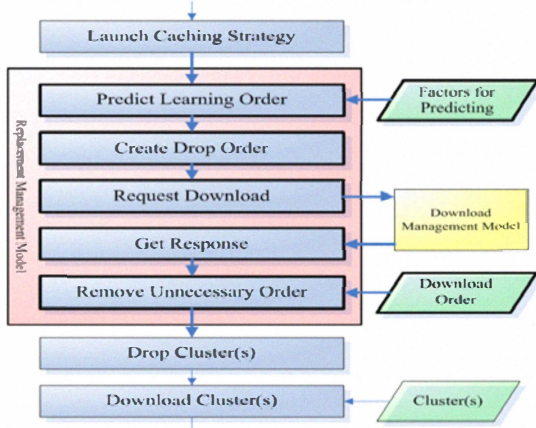 Launch Caching Strategy
Replacement Management Model
Predict Learning Order
Factors for
Predicting
Create Drop Order
Request Download
Download
Management Model
Get Response
Remove Unnecessary Order
Download
Order
Drop Cluster(s)
Download Cluster(s)
Cluster(s)